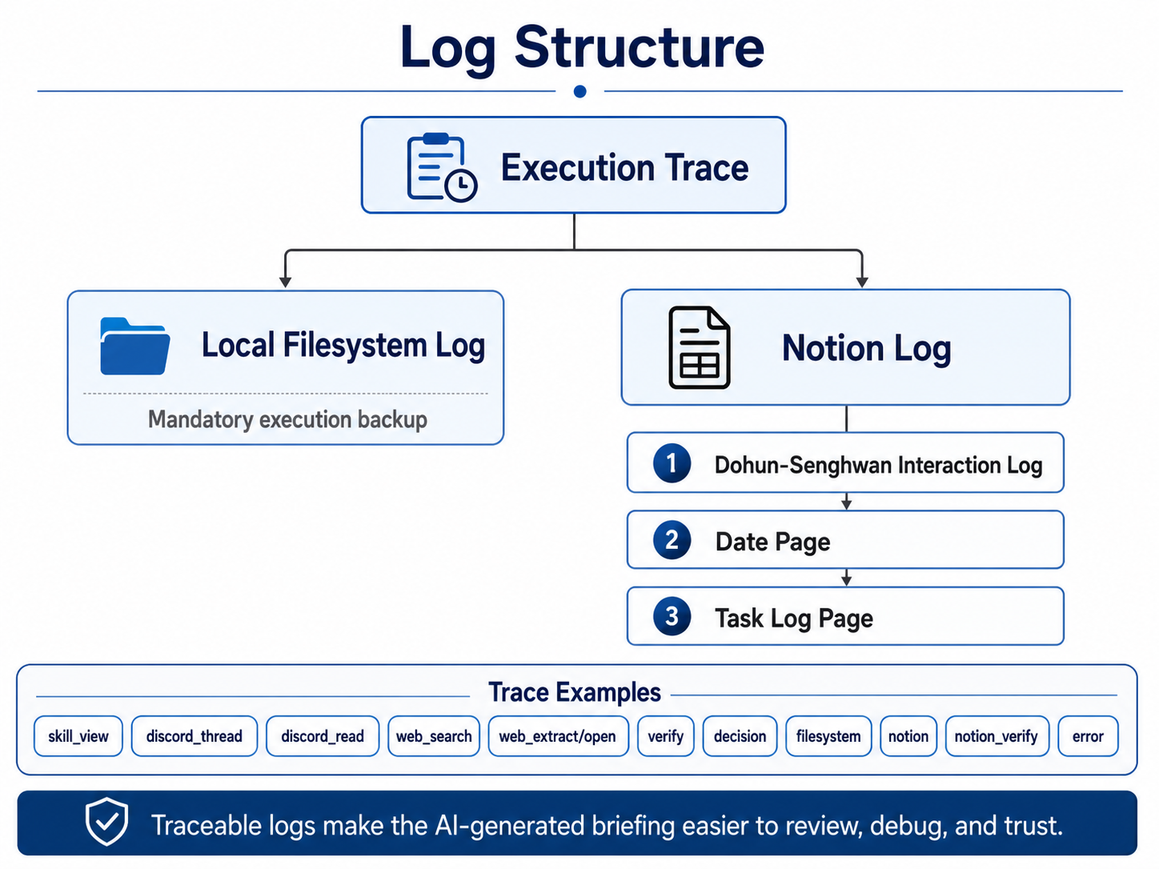 Log Structure
Execution Trace
Local Filesystem Log
Mandatory execution backup
Notion Log
1 Dohun-Senghwan Interaction Log
2 Date Page
3 Task Log Page
Trace Examples
skill_view discord_thread discord_read web_search web_extract/open verify decision filesystem notion notion_verify error
Traceable logs make the AI-generated briefing easier to review, debug, and trust.